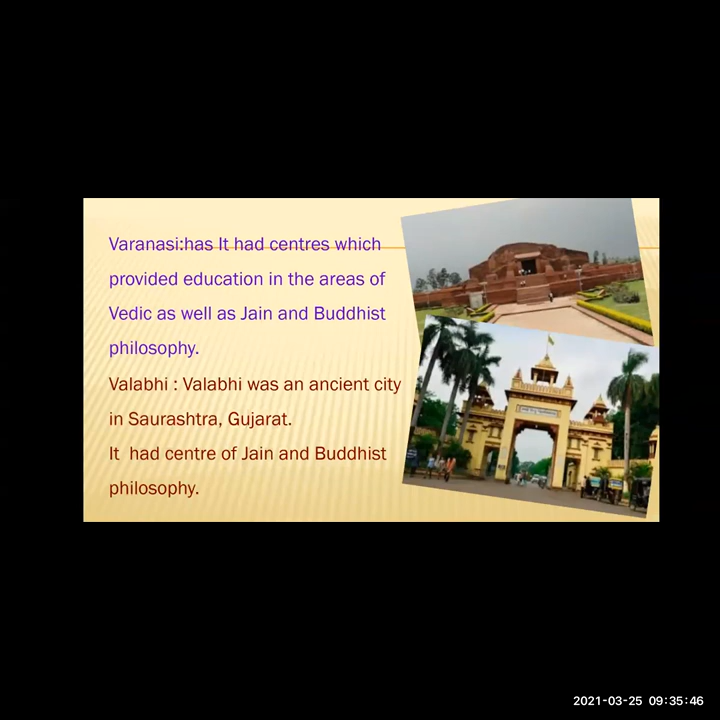 Varanasi:has It had centres which
provided education in the areas of
Vedic as well as Jain and Buddhist
philosophy.
Valabhi : Valabhi was an ancient city
in Saurashtra, Gujarat.
It  had centre of Jain and Buddhist
philosophy.
2021-03-25 09:35:46